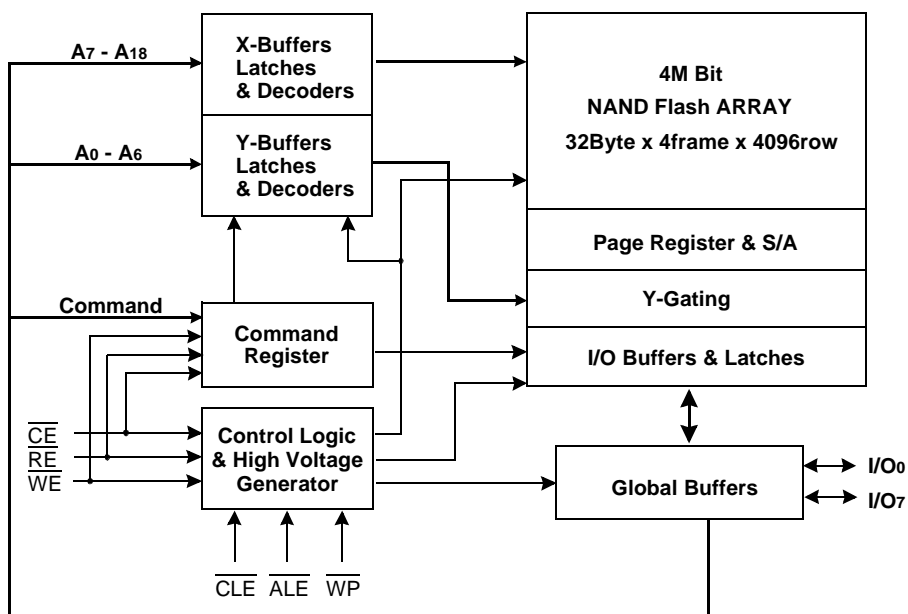 A7 - A18
X-Buffers
Latches
& Decoders
4M Bit
NAND Flash ARRAY
32Byte x 4frame x 4096row
A0 - A6
Y-Buffers
Latches
& Decoders
Page Register & S/A
Y-Gating
Command
Command
Register
I/O Buffers & Latches
CE
RE
WE
Control Logic
& High Voltage
Generator
Global Buffers
I/O0
I/O7
CLE
ALE
WP